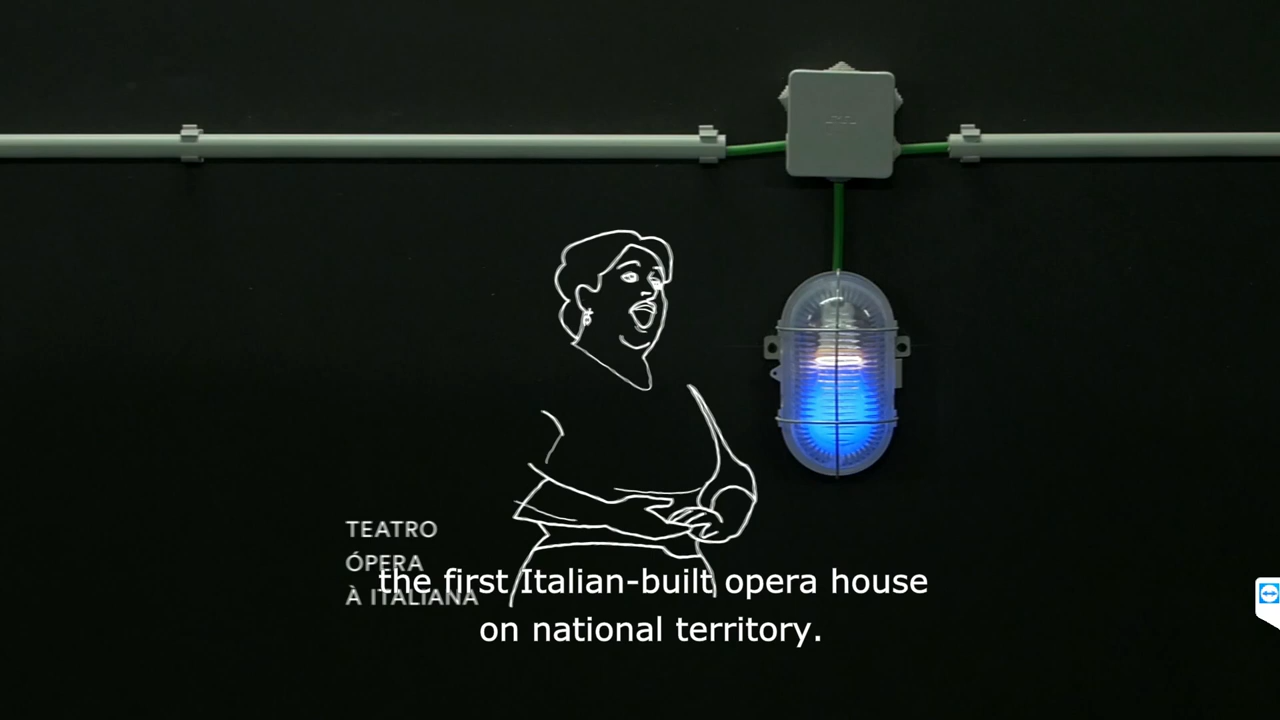 TEATRO
ÓPERA
À ITALIANA
the first Italian-built opera house
on national territory.